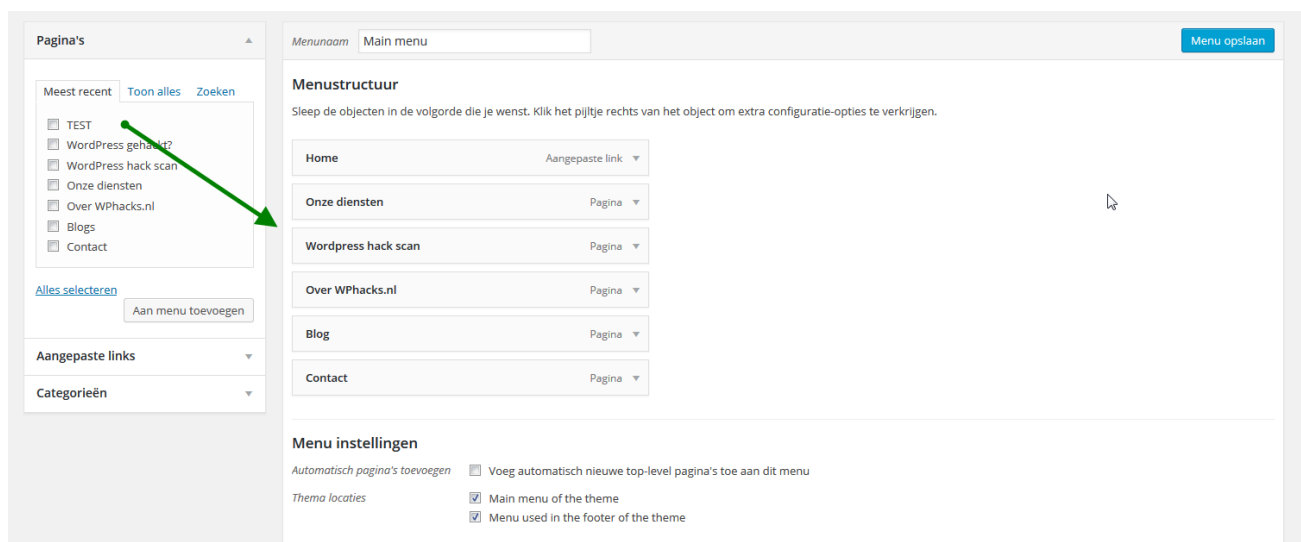 Pagina's
Meest recent Toon alles Zoeken
TEST
WordPress gehackt?
WordPress hack scan
Onze diensten
Over WPhacks.nl
Blogs
Contact
Alles selecteren
Aan menu toevoegen
Aangepaste links
Categorieën
Menunaam Main menu Menu opslaan
Menustructuur
Sleep de objecten in de volgorde die je wenst. Klik het pijltje rechts van het object om extra configuratie-opties te verkrijgen.
Home Aangepaste link
Onze diensten Pagina
Wordpress hack scan Pagina
Over WPhacks.nl Pagina
Blog Pagina
Contact Pagina
Menu instellingen
Automatisch pagina's toevoegen Voeg automatisch nieuwe top-level pagina's toe aan dit menu
Thema locaties Main menu of the theme
Menu used in the footer of the theme